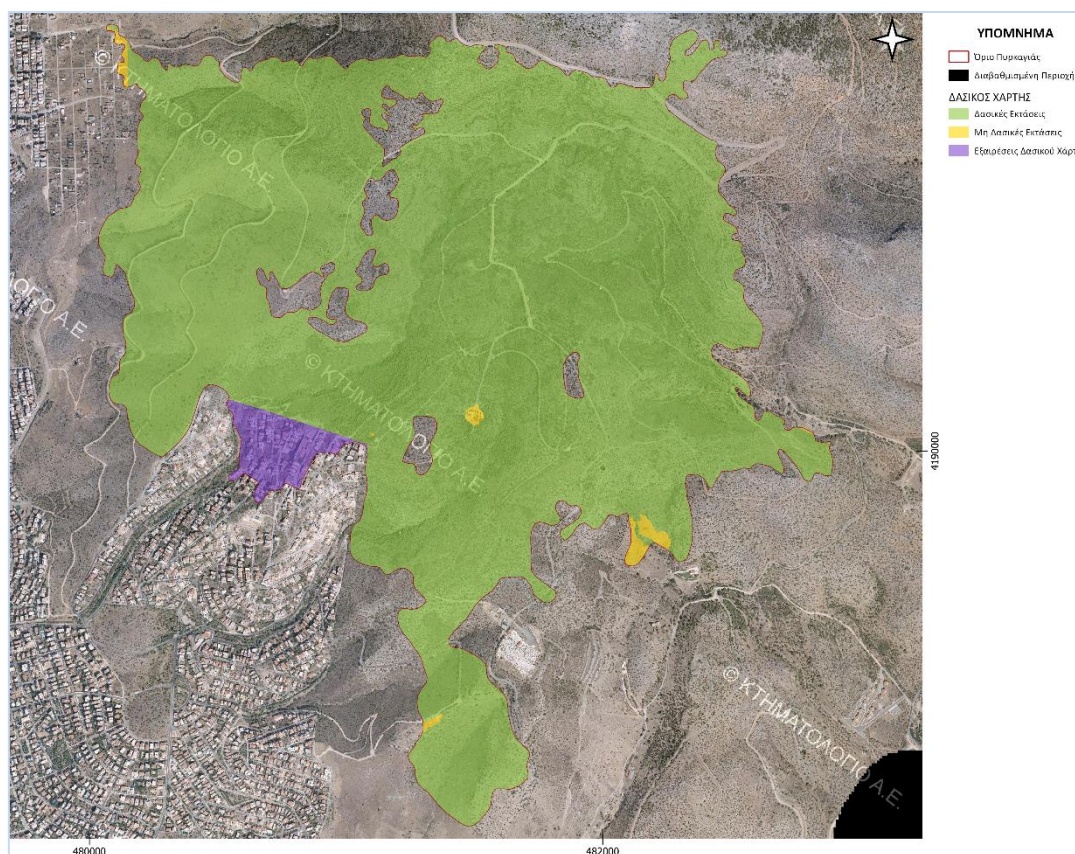 ΥΠΟΜΝΗΜΑ
Όριο Πυρκαγιάς
Διαβαθμισμένη Περιοχή
ΔΑΣΙΚΟΣ ΧΑΡΤΗΣ
Δασικές Εκτάσεις
Μη Δασικές Εκτάσεις
Εξαιρέσεις Δασικού Χάρτ
© ΚΤΗΜΑΤΟΛΟΓΙΟ Α.Ε.
ΟΛΟΓΙΟ Α.Ε.
© ΚΤΗΜΑΤΟΛΟΓΙΟ Α.Ε
© ΚΤΗΜΑΤΟΛΟΓΙΟ Α.Ε.
4190000
480000
482000